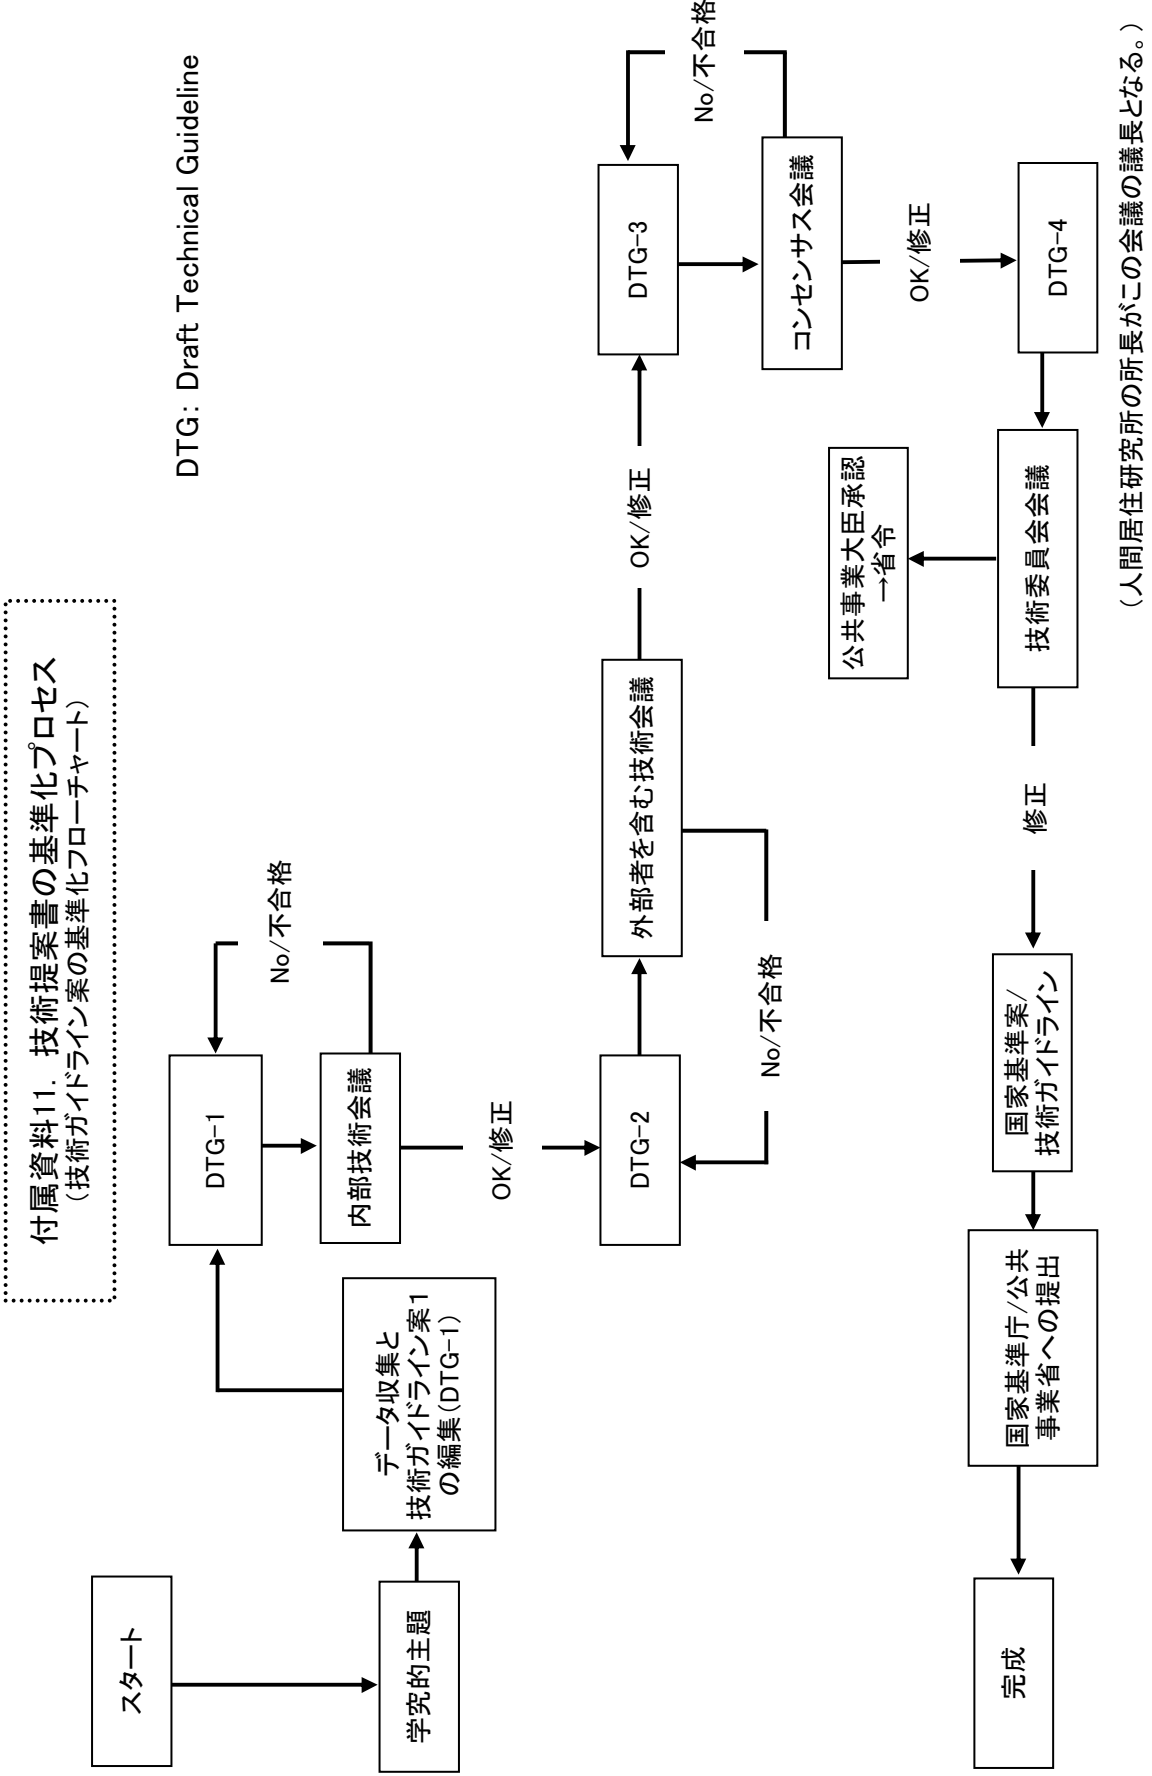 付属資料11．技術提案書の基準化プロセス
（技術ガイドライン案の基準化フローチャート）
DTG: Draft Technical Guideline
スタート
学究的主題
データ収集と
技術ガイドライン案1
の編集(DTG-1)
DTG-1
No/不合格
内部技術会議
OK/修正
DTG-2
No/不合格
外部者を含む技術会議
OK/修正
DTG-3
No/不合格
コンセンサス会議
OK/修正
DTG-4
技術委員会会議
公共事業大臣承認
→省令
修正
国家基準案/
技術ガイドライン
国家基準庁/公共
事業省への提出
完成
（人間居住研究所の所長がこの会議の議長となる。）